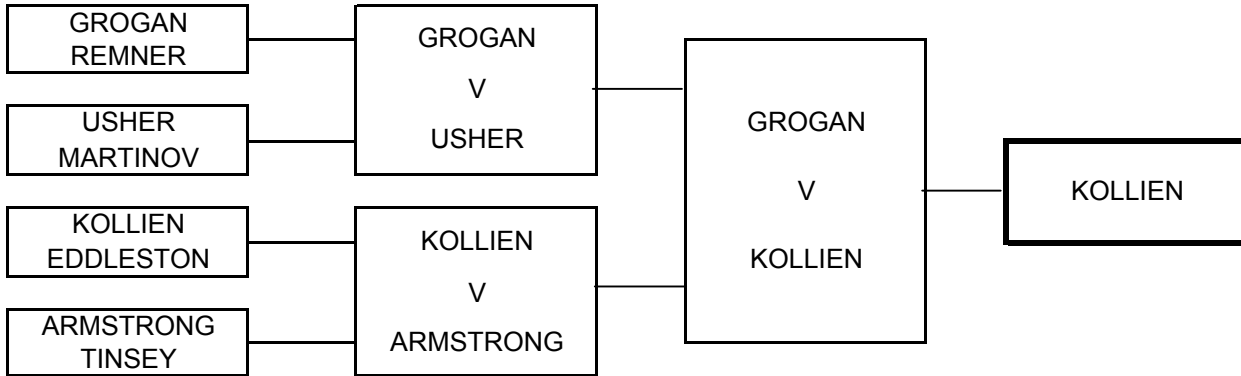 GROGAN
REMNER
USHER
MARTINOV
KOLLIEN
EDDLESTON
ARMSTRONG
TINSEY
GROGAN
V
USHER
KOLLIEN
V
ARMSTRONG
GROGAN
V
KOLLIEN
KOLLIEN